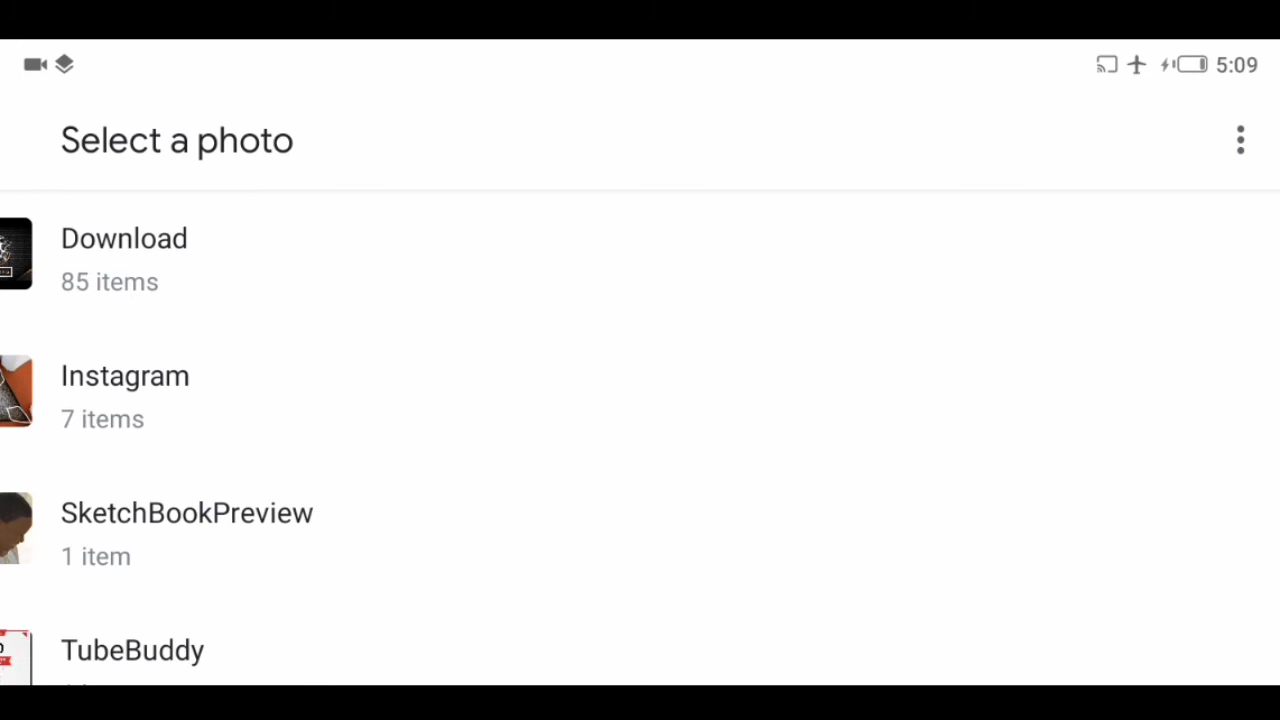 5:09
Select a photo
Download
85 items
Instagram
7 items
SketchBookPreview
1 item
TubeBuddy